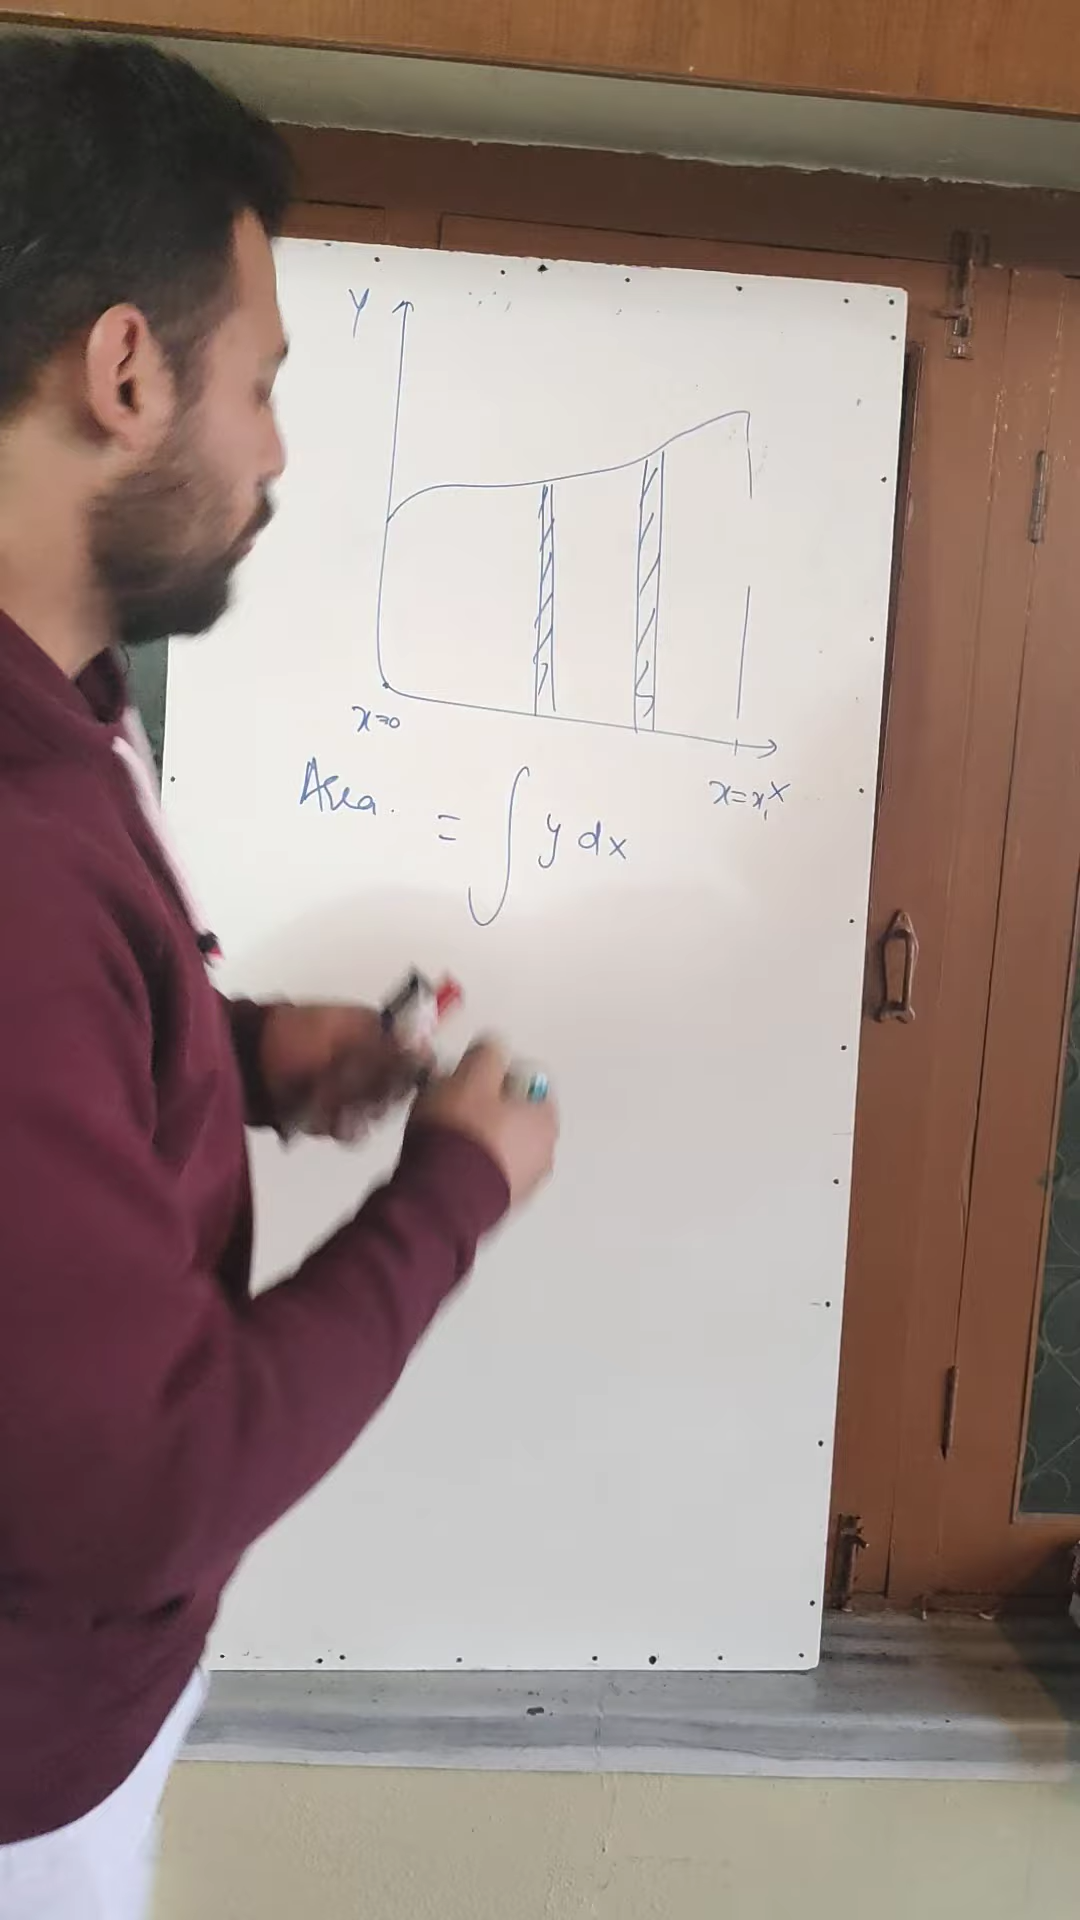 Y
x=0
x=x₁
X
Area.
= ∫ y dx